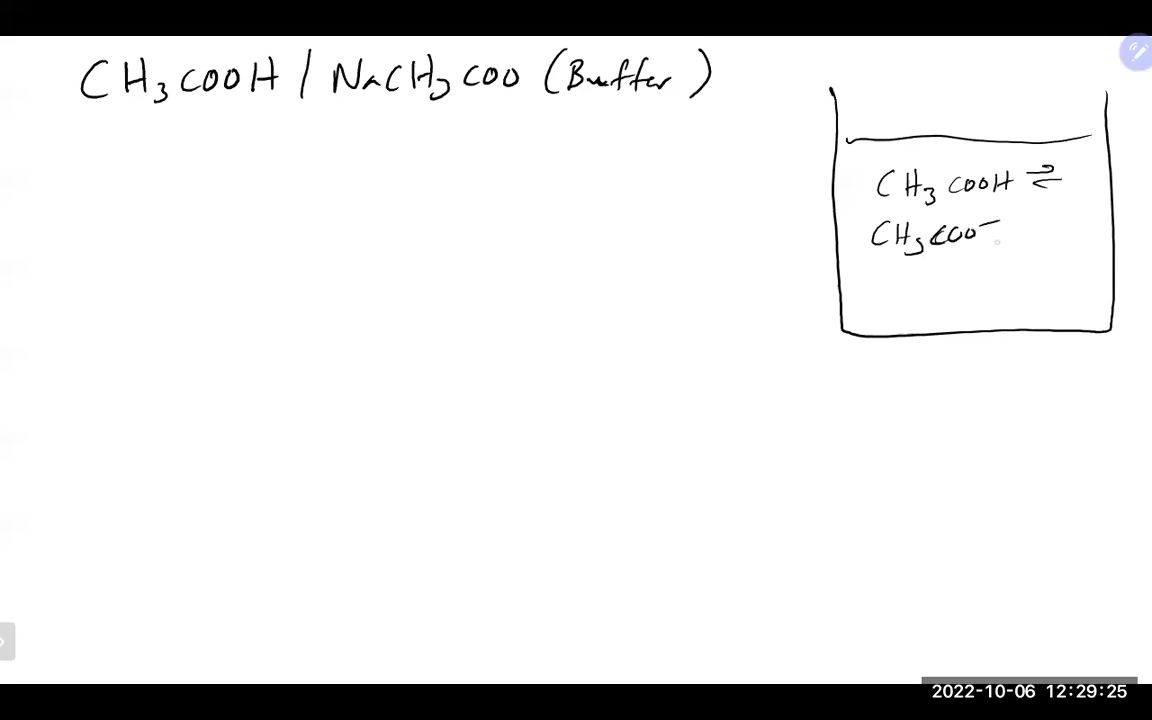 CH₃COOH / NaCH₃COO (Buffer)
CH₃COOH ⇌
CH₃COO⁻
2022-10-06 12:29:25